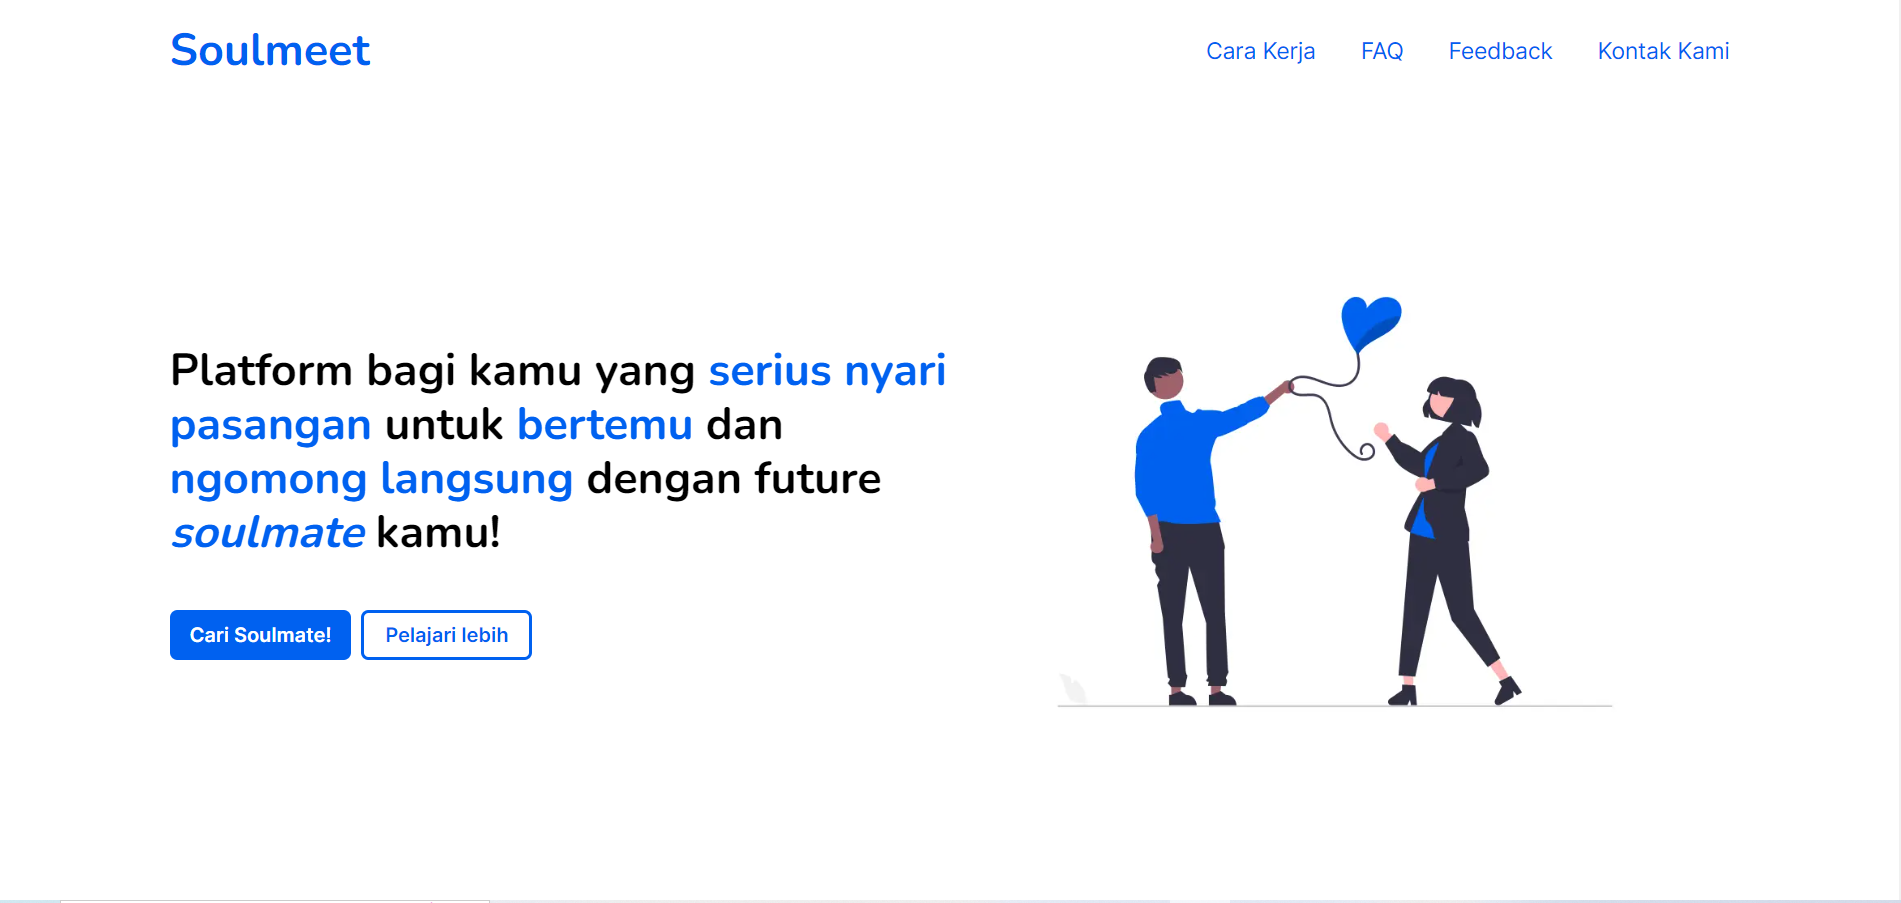 Soulmeet
Cara Kerja
FAQ
Feedback
Kontak Kami
Platform bagi kamu yang serius nyari
pasangan untuk bertemu dan
ngomong langsung dengan future
soulmate kamu!
Cari Soulmate!
Pelajari lebih